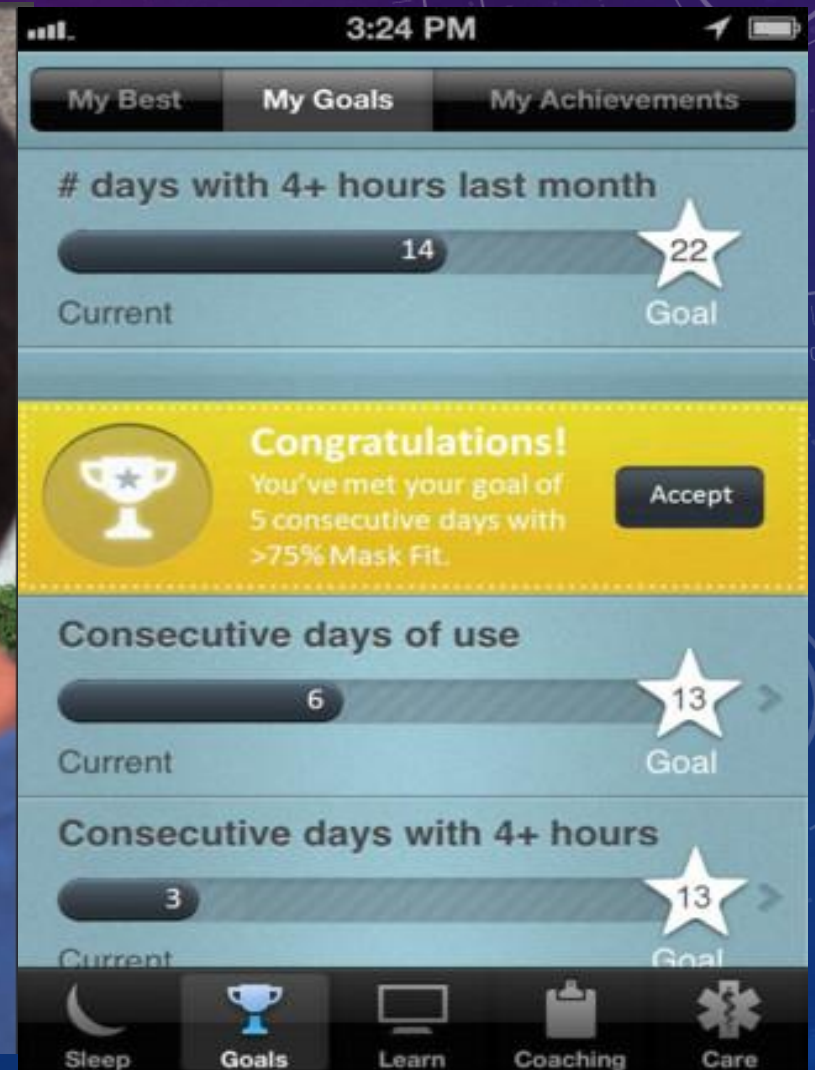 3:24 PM
My Best My Goals My Achievements
# days with 4+ hours last month
14 22
Current Goal
Congratulations!
You've met your goal of
5 consecutive days with
>75% Mask Fit.
Accept
Consecutive days of use
6 13
Current Goal
Consecutive days with 4+ hours
3 13
Current Goal
Sleep Goals Learn Coaching Care